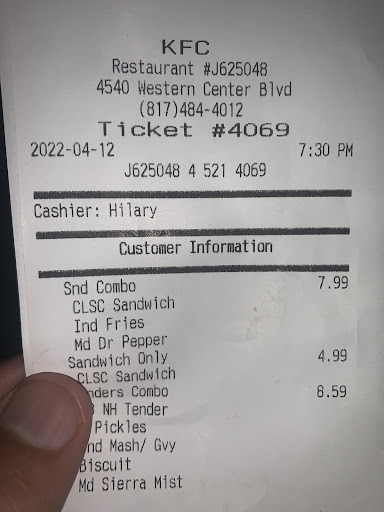 KFC
Restaurant #J625048
4540 Western Center Blvd
(817)484-4012
Ticket #4069
2022-04-12 7:30 PM
J625048 4 521 4069
Cashier: Hilary
Customer Information
Snd Combo 7.99
CLSC Sandwich
Ind Fries
Md Dr Pepper
Sandwich Only 4.99
CLSC Sandwich
nders Combo 8.59
NH Tender
Pickles
nd Mash/ Gvy
Biscuit
Md Sierra Mist